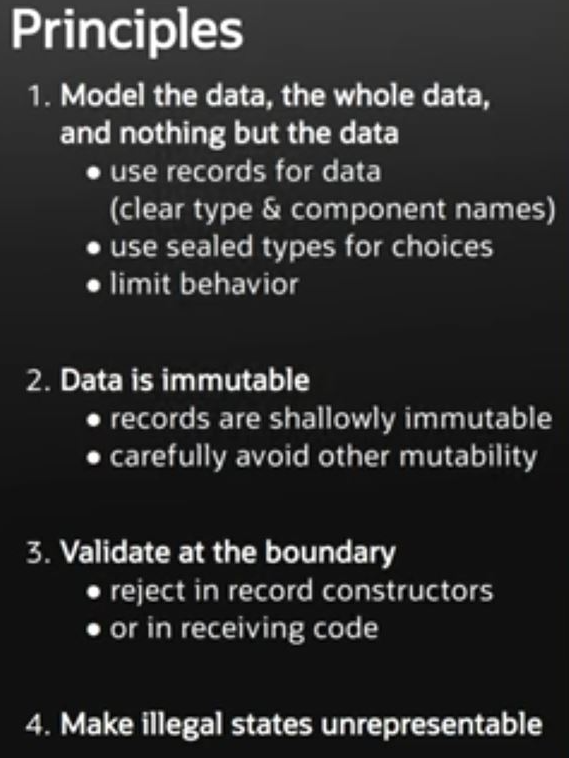 Principles
1. Model the data, the whole data,
and nothing but the data
• use records for data
(clear type & component names)
• use sealed types for choices
• limit behavior
2. Data is immutable
• records are shallowly immutable
• carefully avoid other mutability
3. Validate at the boundary
• reject in record constructors
• or in receiving code
4. Make illegal states unrepresentable